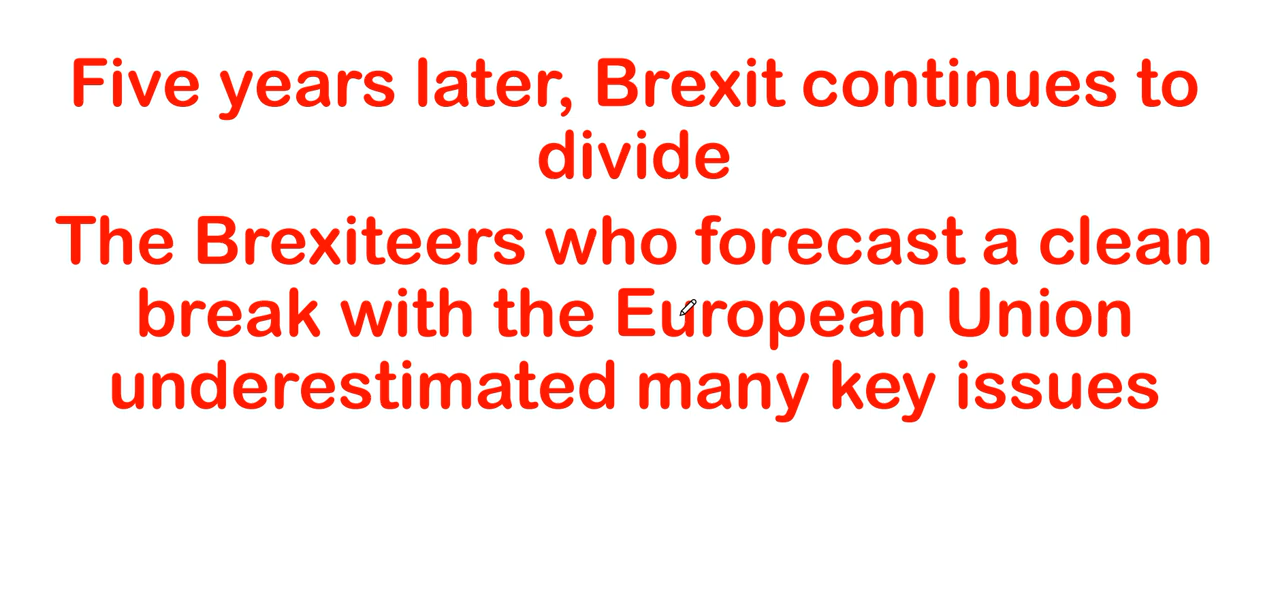 Five years later, Brexit continues to
divide
The Brexiteers who forecast a clean
break with the European Union
underestimated many key issues